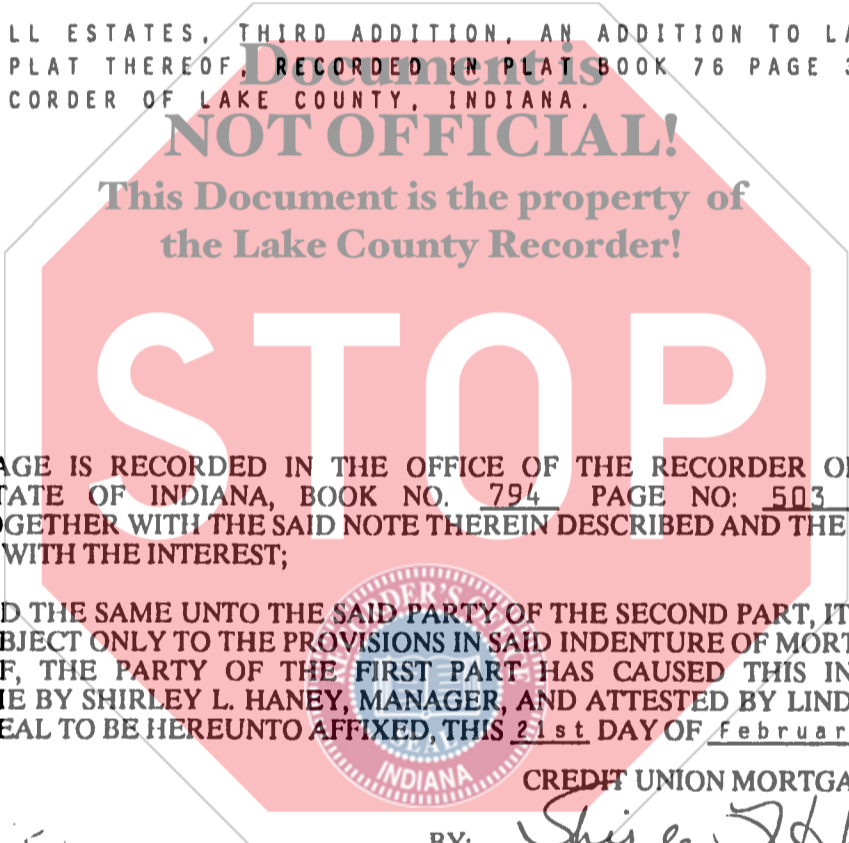 LL ESTATES, THIRD ADDITION, AN ADDITION TO LA
PLAT THEREOF, RECORDED IN PLAT BOOK 76 PAGE 3
CORDER OF LAKE COUNTY, INDIANA.
Document is
NOT OFFICIAL!
This Document is the property of
the Lake County Recorder!
STOP
AGE IS RECORDED IN THE OFFICE OF THE RECORDER OF
TATE OF INDIANA, BOOK NO. 794 PAGE NO: 503
OGETHER WITH THE SAID NOTE THEREIN DESCRIBED AND THE
WITH THE INTEREST;
D THE SAME UNTO THE SAID PARTY OF THE SECOND PART, IT
BJECT ONLY TO THE PROVISIONS IN SAID INDENTURE OF MORT
F, THE PARTY OF THE FIRST PART HAS CAUSED THIS IN
IE BY SHIRLEY L. HANEY, MANAGER, AND ATTESTED BY LIND
EAL TO BE HEREUNTO AFFIXED, THIS 21st DAY OF Februar
RECORDER'S OFFICE
SEAL
INDIANA
CREDIT UNION MORTGA
BY: